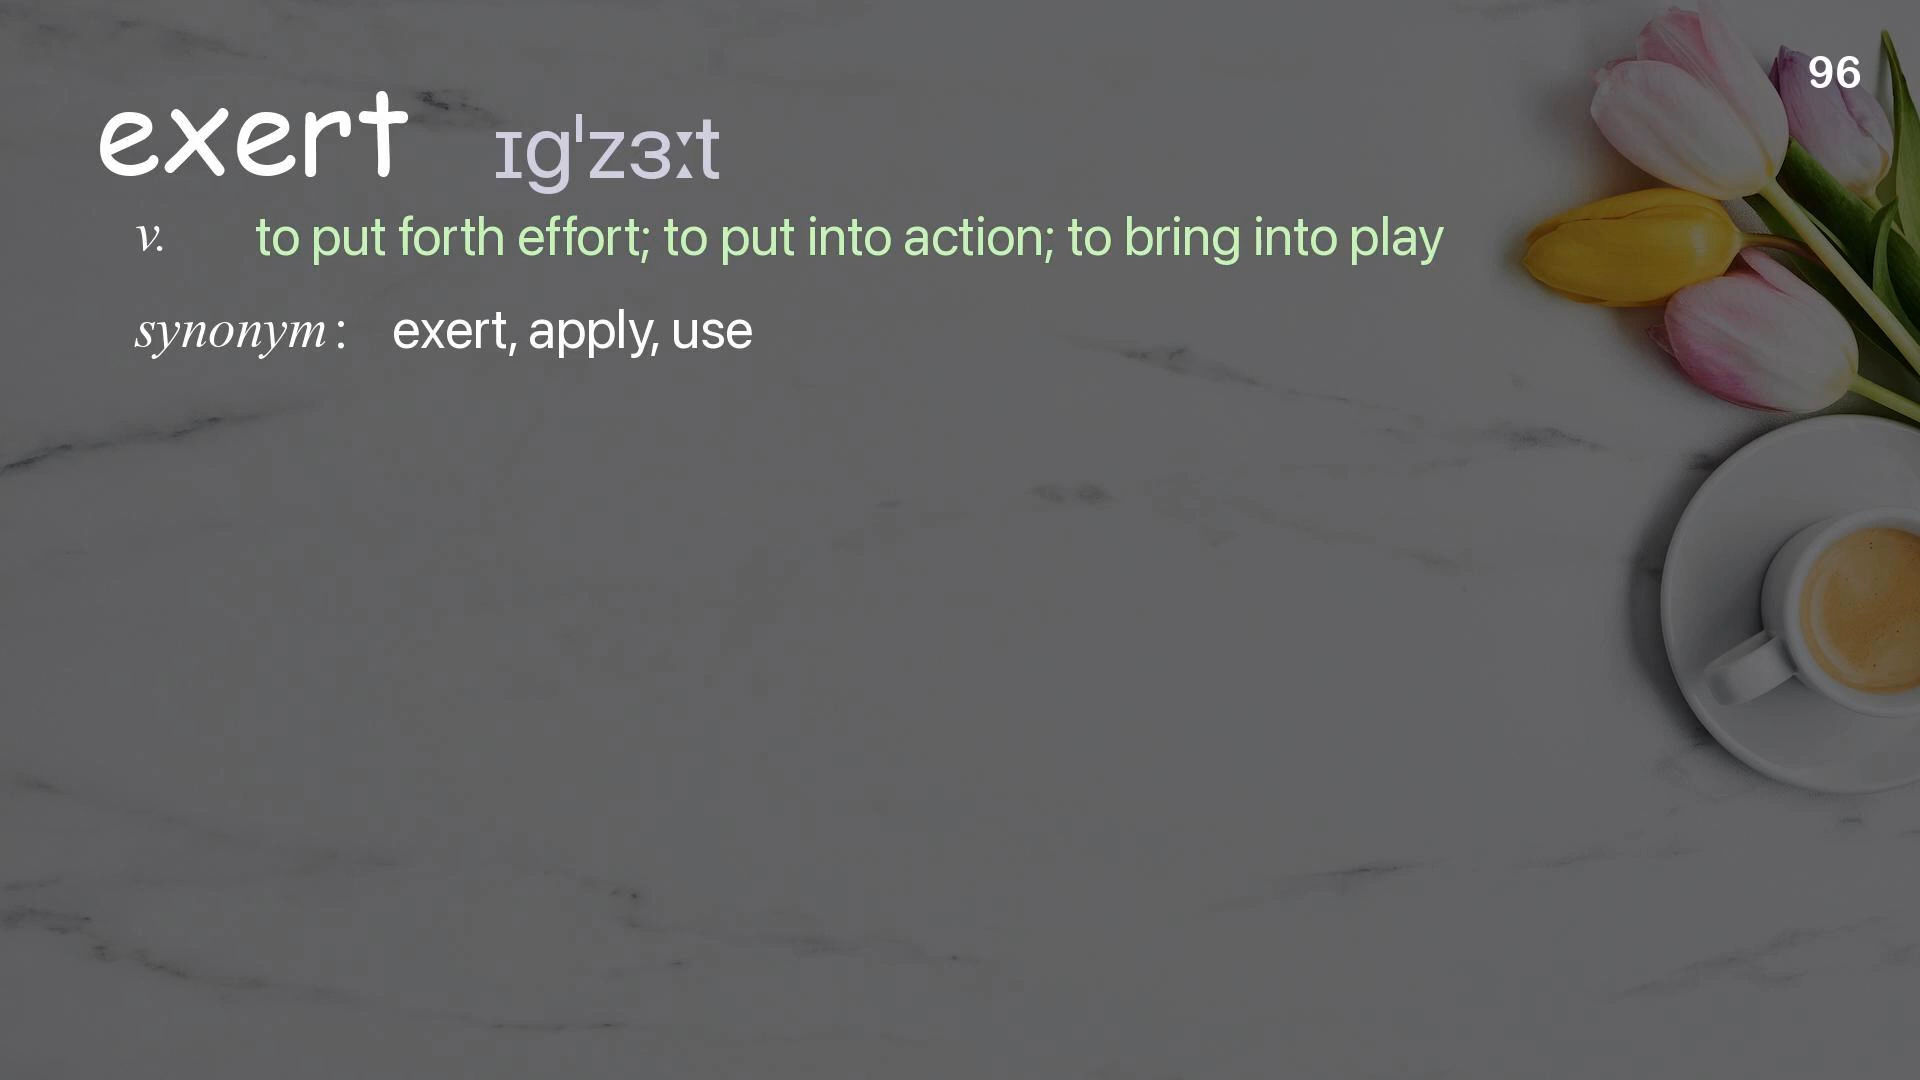 96
exert ɪɡˈzɜːt
v. to put forth effort; to put into action; to bring into play
synonym : exert, apply, use